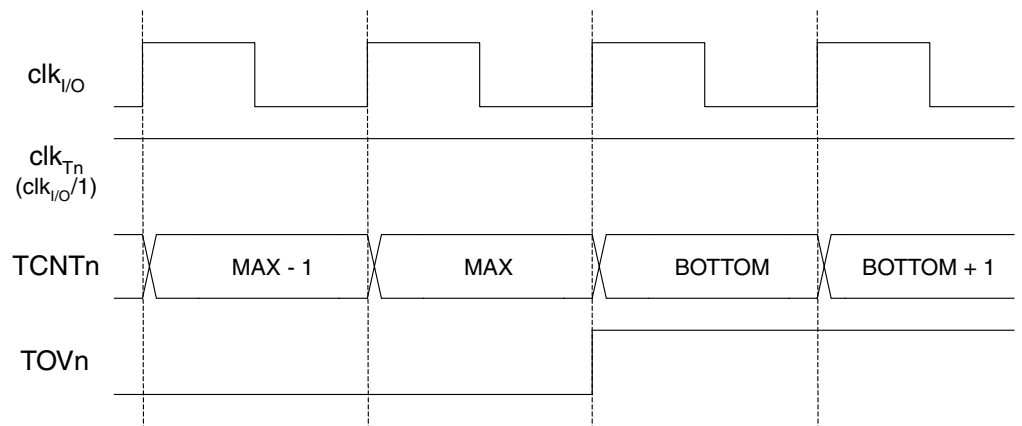 clkI/O
clkTn
(clkI/O/1)
TCNTn MAX - 1 MAX BOTTOM BOTTOM + 1
TOVn